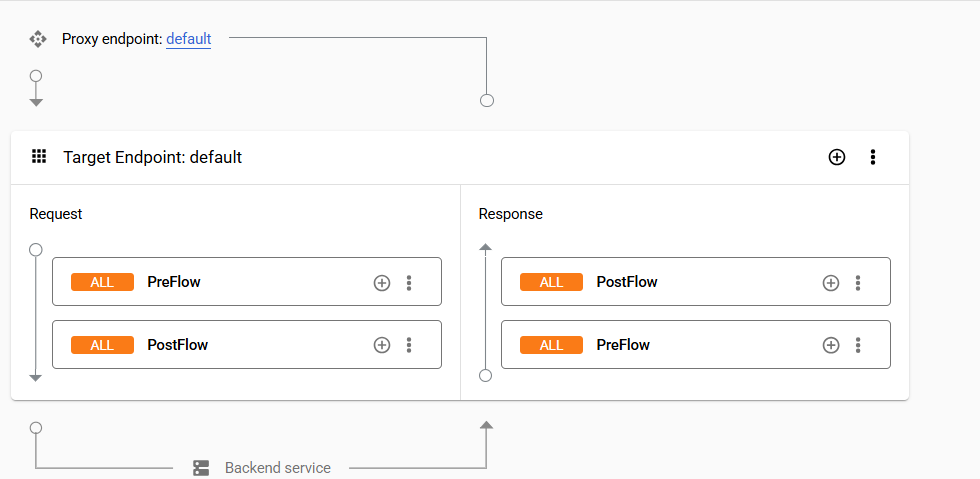 Proxy endpoint: default
Target Endpoint: default
Request
ALL PreFlow
ALL PostFlow
Response
ALL PostFlow
ALL PreFlow
Backend service